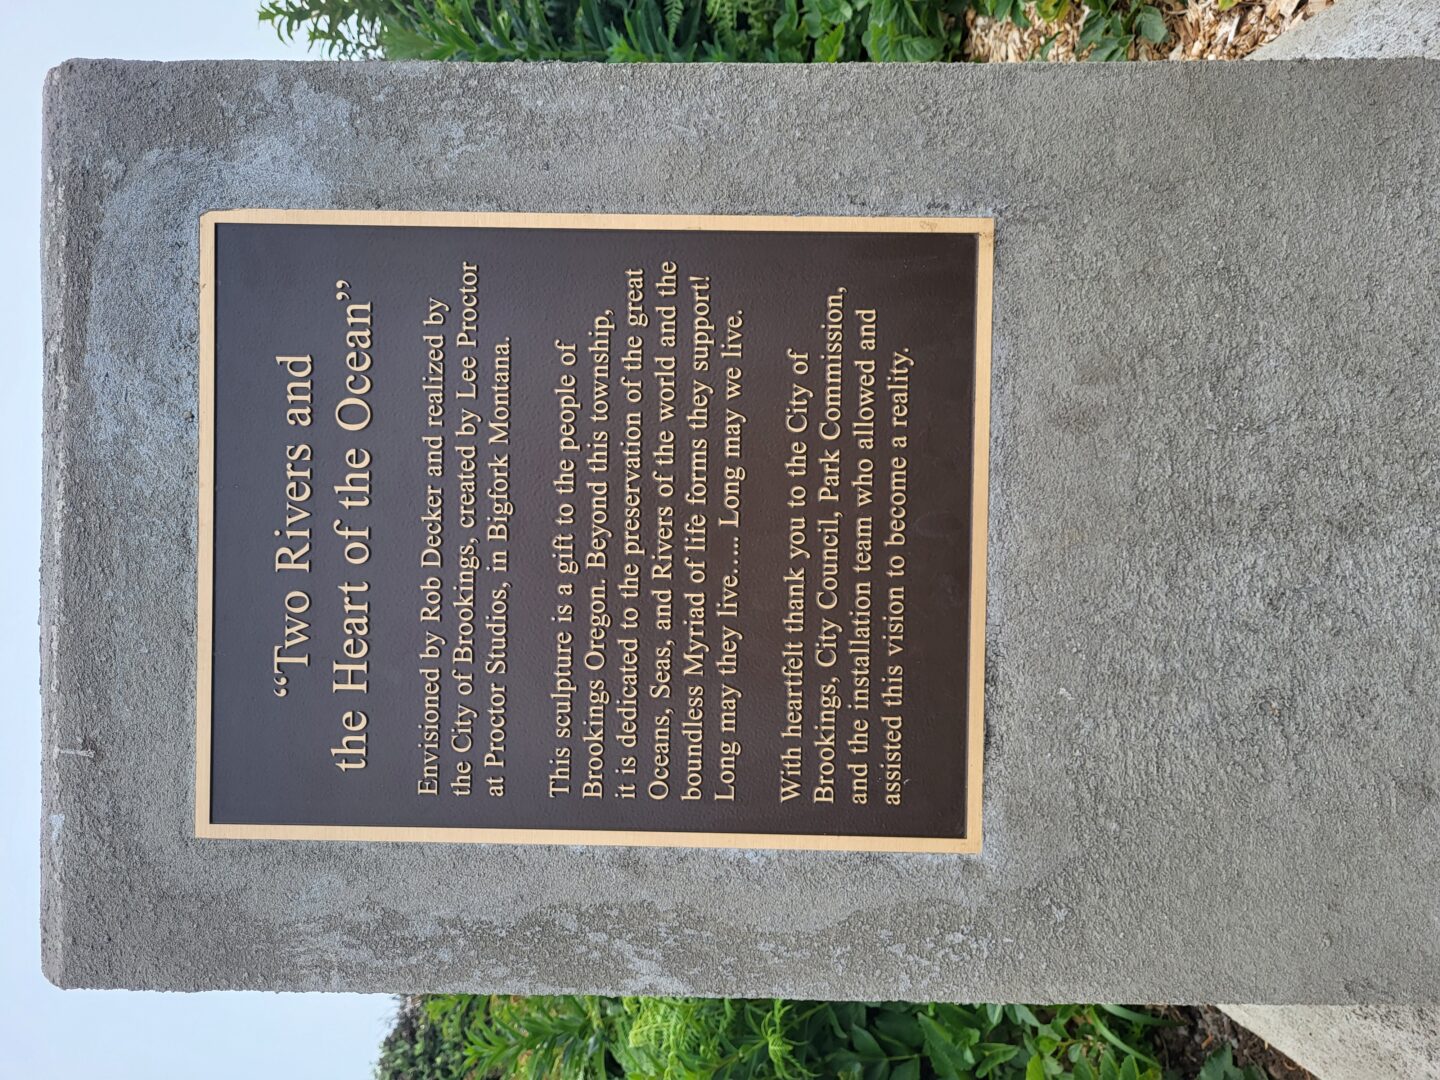 “Two Rivers and
the Heart of the Ocean”
Envisioned by Rob Decker and realized by
the City of Brookings, created by Lee Proctor
at Proctor Studios, in Bigfork Montana.
This sculpture is a gift to the people of
Brookings Oregon. Beyond this township,
it is dedicated to the preservation of the great
Oceans, Seas, and Rivers of the world and the
boundless Myriad of life forms they support!
Long may they live..... Long may we live.
With heartfelt thank you to the City of
Brookings, City Council, Park Commission,
and the installation team who allowed and
assisted this vision to become a reality.